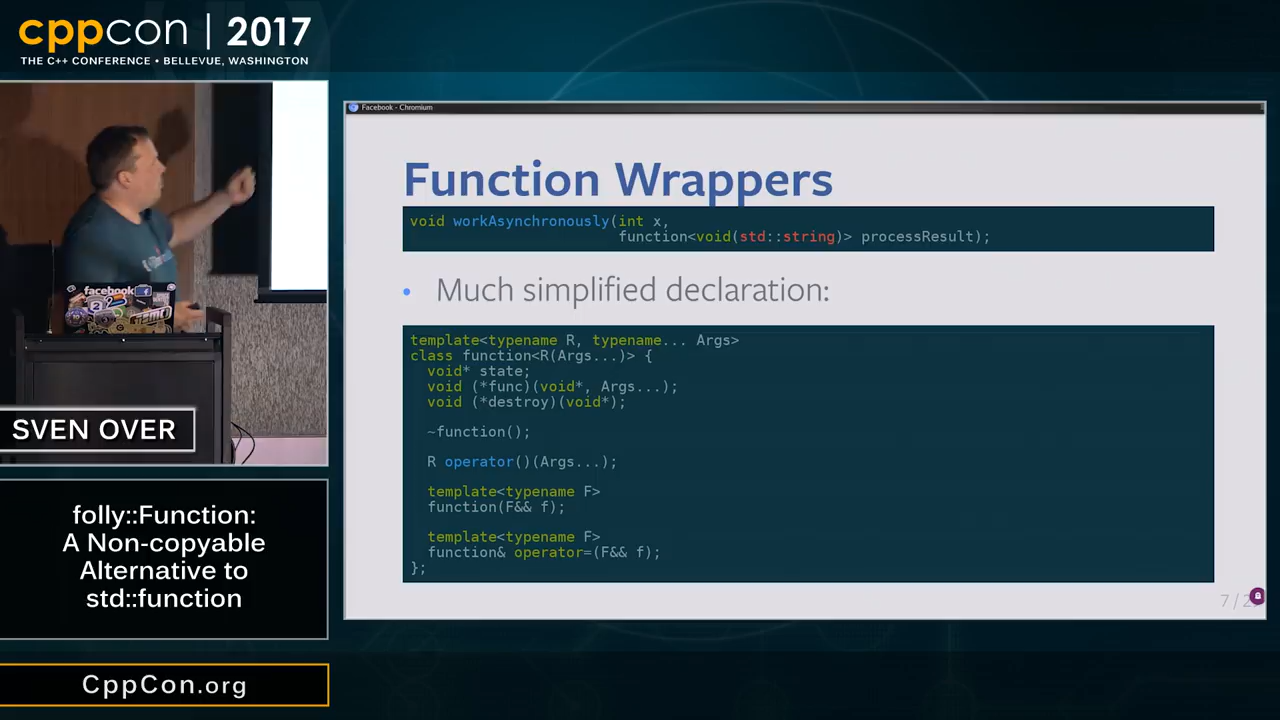 cppcon | 2017
THE C++ CONFERENCE • BELLEVUE, WASHINGTON
Facebook - Chromium
Function Wrappers
void workAsynchronously(int x,
                        function<void(std::string)> processResult);
• Much simplified declaration:
template<typename R, typename... Args>
class function<R(Args...)> {
  void* state;
  void (*func)(void*, Args...);
  void (*destroy)(void*);
  ~function();
  R operator()(Args...);
  template<typename F>
  function(F&& f);
  template<typename F>
  function& operator=(F&& f);
};
7 / 2
facebook
SVEN OVER
folly::Function:
A Non-copyable
Alternative to
std::function
CppCon.org